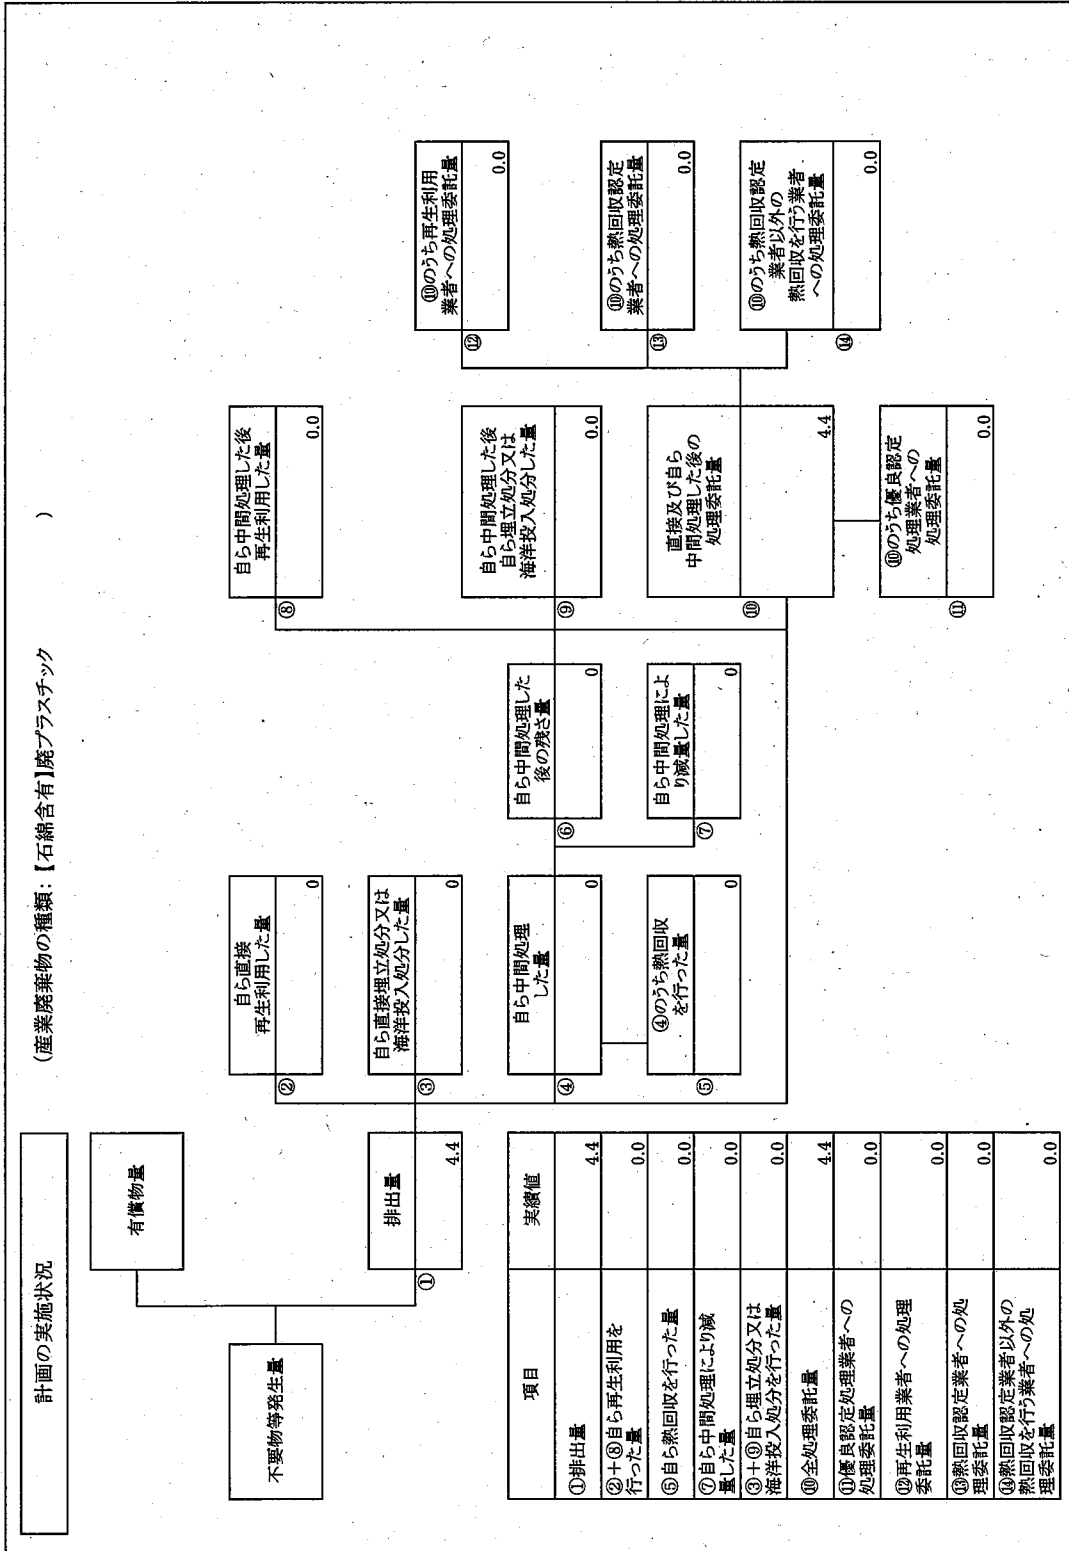 計画の実施状況
(産業廃棄物の種類:【石綿含有】廃プラスチック )
不要物等発生量
有償物量
①
排出量
4.4
②
自ら直接
再生利用した量
0
③
自ら直接埋立処分又は
海洋投入処分した量
0
④
自ら中間処理
した量
0
⑤
④のうち熱回収
を行った量
0
⑥
自ら中間処理した
後の残さ量
0
⑦
自ら中間処理によ
り減量した量
0
⑧
自ら中間処理した後
再生利用した量
0.0
⑨
自ら中間処理した後
自ら埋立処分又は
海洋投入処分した量
0.0
⑩
直接及び自ら
中間処理した後の
処理委託量
4.4
⑪
⑩のうち優良認定
処理業者への
処理委託量
0.0
⑫
⑩のうち再生利用
業者への処理委託量
0.0
⑬
⑩のうち熱回収認定
業者への処理委託量
0.0
⑭
⑩のうち熱回収認定
業者以外の
熱回収を行う業者
への処理委託量
0.0
項目 実績値
①排出量 4.4
②+⑧自ら再生利用を
行った量 0.0
⑤自ら熱回収を行った量 0.0
⑦自ら中間処理により減
量した量 0.0
③+⑨自ら埋立処分又は
海洋投入処分を行った量 0.0
⑩全処理委託量 4.4
⑪優良認定処理業者への
処理委託量 0.0
⑫再生利用業者への処理
委託量 0.0
⑬熱回収認定業者への処
理委託量 0.0
⑭熱回収認定業者以外の
熱回収を行う業者への処
理委託量 0.0